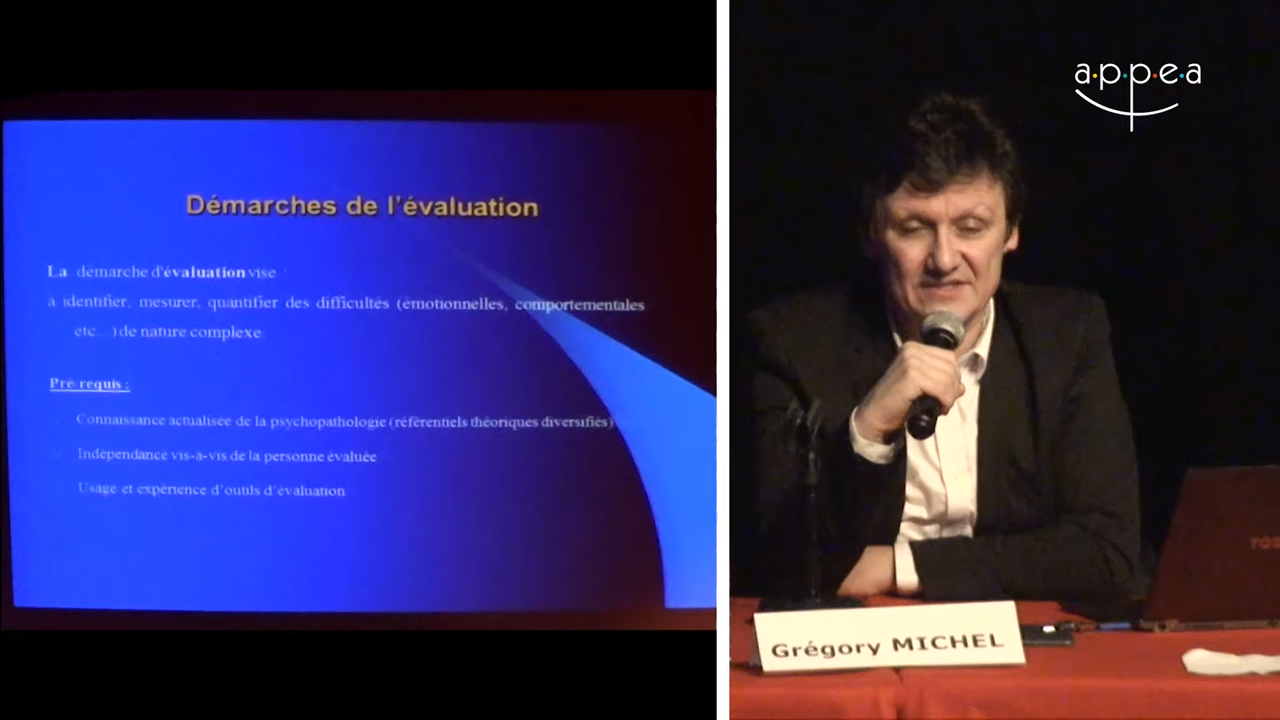 Démarches de l'évaluation
La démarche d'évaluation vise :
à identifier, mesurer, quantifier des difficultés (émotionnelles, comportementales
etc...) de nature complexe.
Pré requis :
Connaissance actualisée de la psychopathologie (référentiels théoriques diversifiés)
Indépendance vis-à-vis de la personne évaluée
Usage et expérience d'outils d'évaluation
a·p·p·e·a
Grégory MICHEL